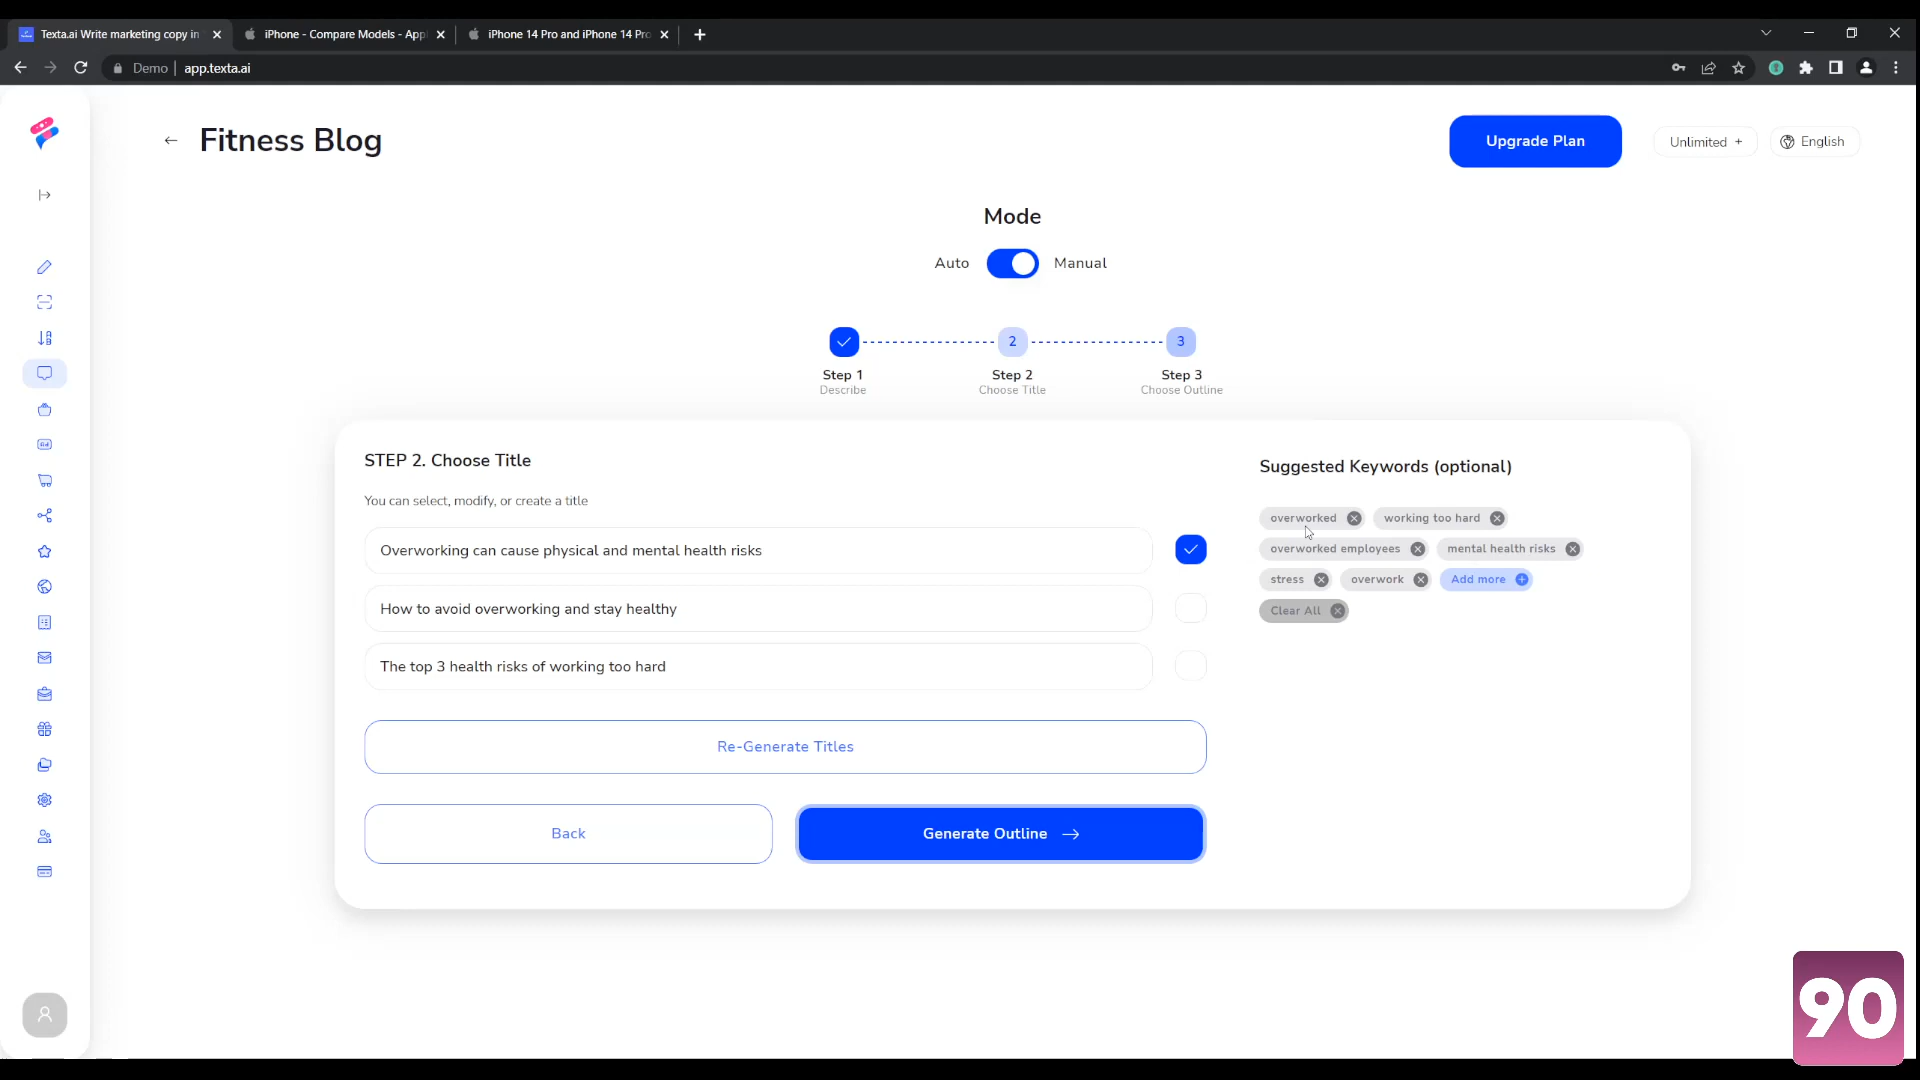 Texta.ai Write marketing copy in
iPhone - Compare Models - App
iPhone 14 Pro and iPhone 14 Pro
Demo | app.texta.ai
Fitness Blog
Upgrade Plan
Unlimited +
English
Mode
Auto
Manual
2
3
Step 1
Step 2
Step 3
Describe
Choose Title
Choose Outline
STEP 2. Choose Title
Suggested Keywords (optional)
You can select, modify, or create a title
overworked
working too hard
Overworking can cause physical and mental health risks
overworked employees
mental health risks
stress
overwork
Add more
How to avoid overworking and stay healthy
Clear All
The top 3 health risks of working too hard
Re-Generate Titles
Back
Generate Outline
90